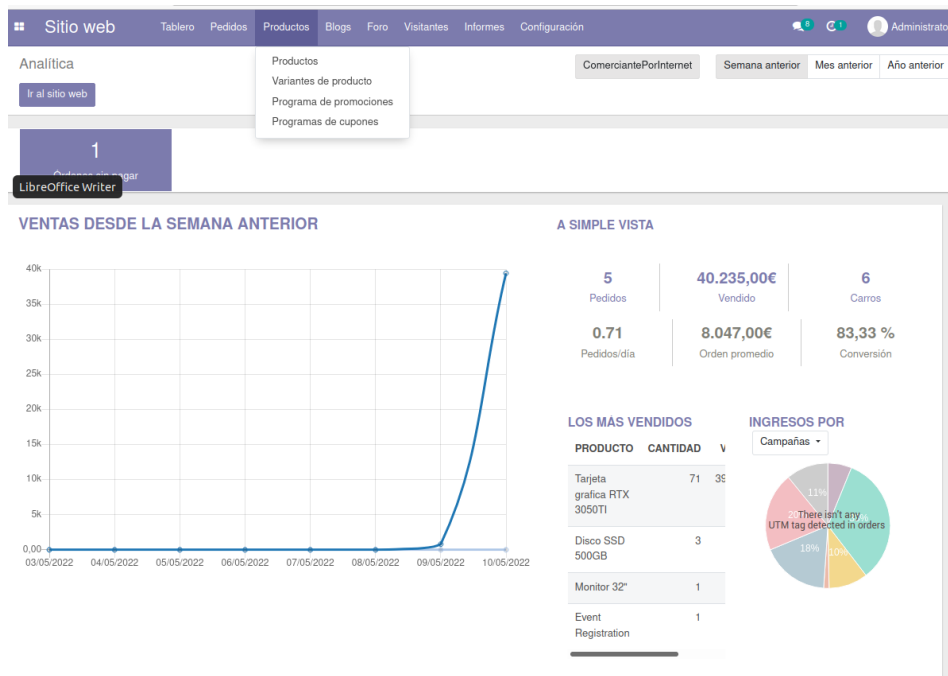 Sitio web Tablero Pedidos Productos Blogs Foro Visitantes Informes Configuración 8 1 Administrato
Analítica
Ir al sitio web
Productos
Variantes de producto
Programa de promociones
Programas de cupones
ComerciantePorInternet Semana anterior Mes anterior Año anterior
1
Órdenes sin pagar
LibreOffice Writer
VENTAS DESDE LA SEMANA ANTERIOR
40k
35k
30k
25k
20k
15k
10k
5k
0,00
03/05/2022 04/05/2022 05/05/2022 06/05/2022 07/05/2022 08/05/2022 09/05/2022 10/05/2022
A SIMPLE VISTA
5 40.235,00€ 6
Pedidos Vendido Carros
0.71 8.047,00€ 83,33 %
Pedidos/día Orden promedio Conversión
LOS MÁS VENDIDOS
PRODUCTO CANTIDAD V
Tarjeta 71 39
grafica RTX
3050TI
Disco SSD 3
500GB
Monitor 32" 1
Event 1
Registration
INGRESOS POR
Campañas
11%
There isn't any
UTM tag detected in orders
18% 10%